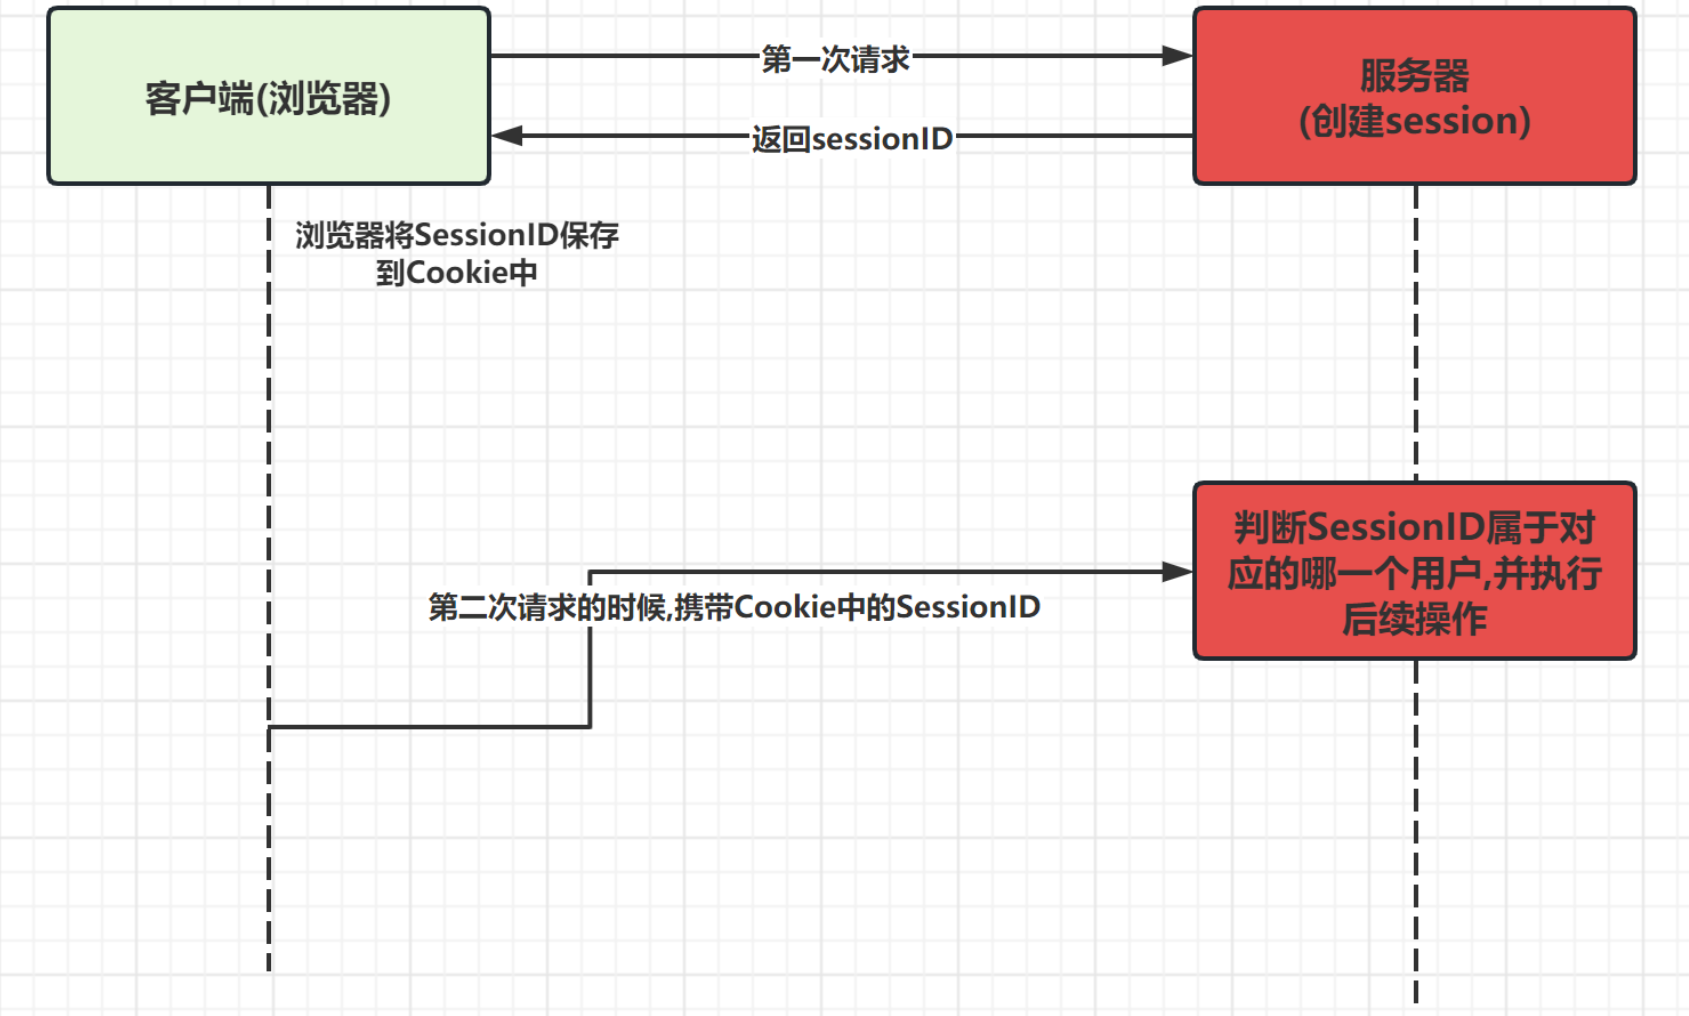 客户端(浏览器)
第一次请求
服务器
(创建session)
返回sessionID
浏览器将SessionID保存
到Cookie中
判断SessionID属于对
应的哪一个用户,并执行
后续操作
第二次请求的时候,携带Cookie中的SessionID